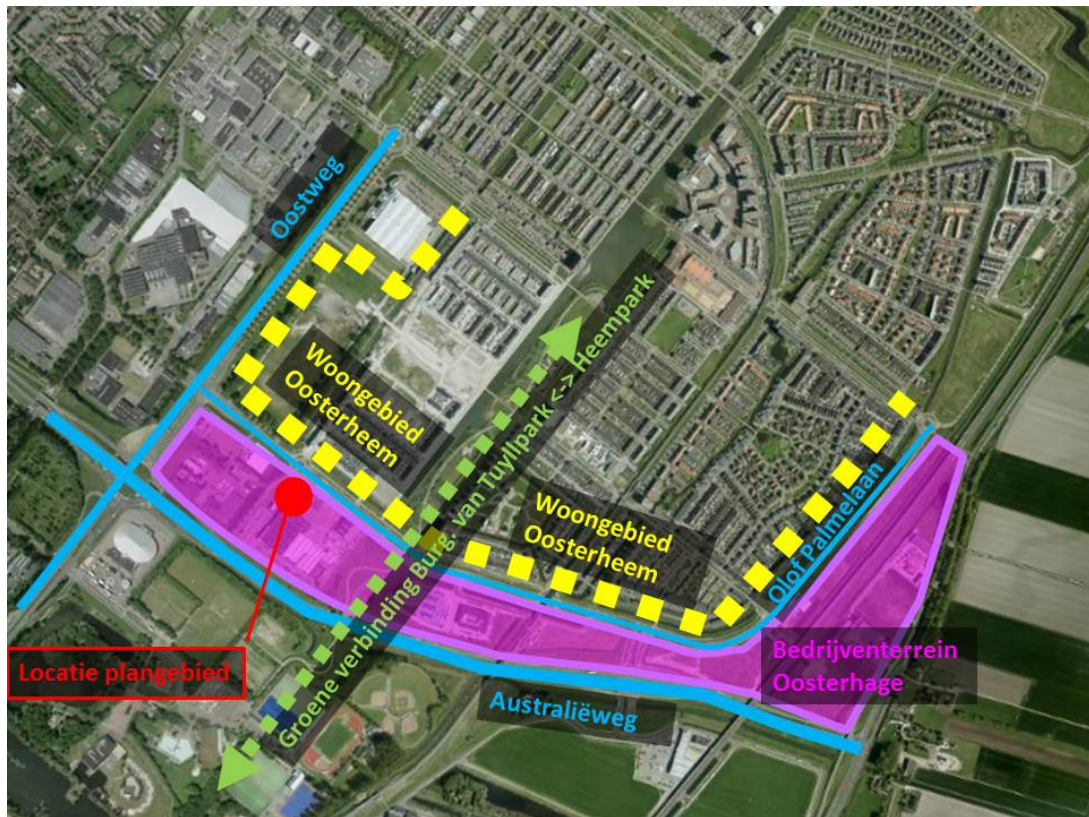 Oostweg
Woongebied
Oosterheem
Groene verbinding Burg. van Tuyllpark <-> Heempark
Woongebied
Oosterheem
Olof Palmelaan
Locatie plangebied
Bedrijventerrein
Oosterhage
Australiëweg